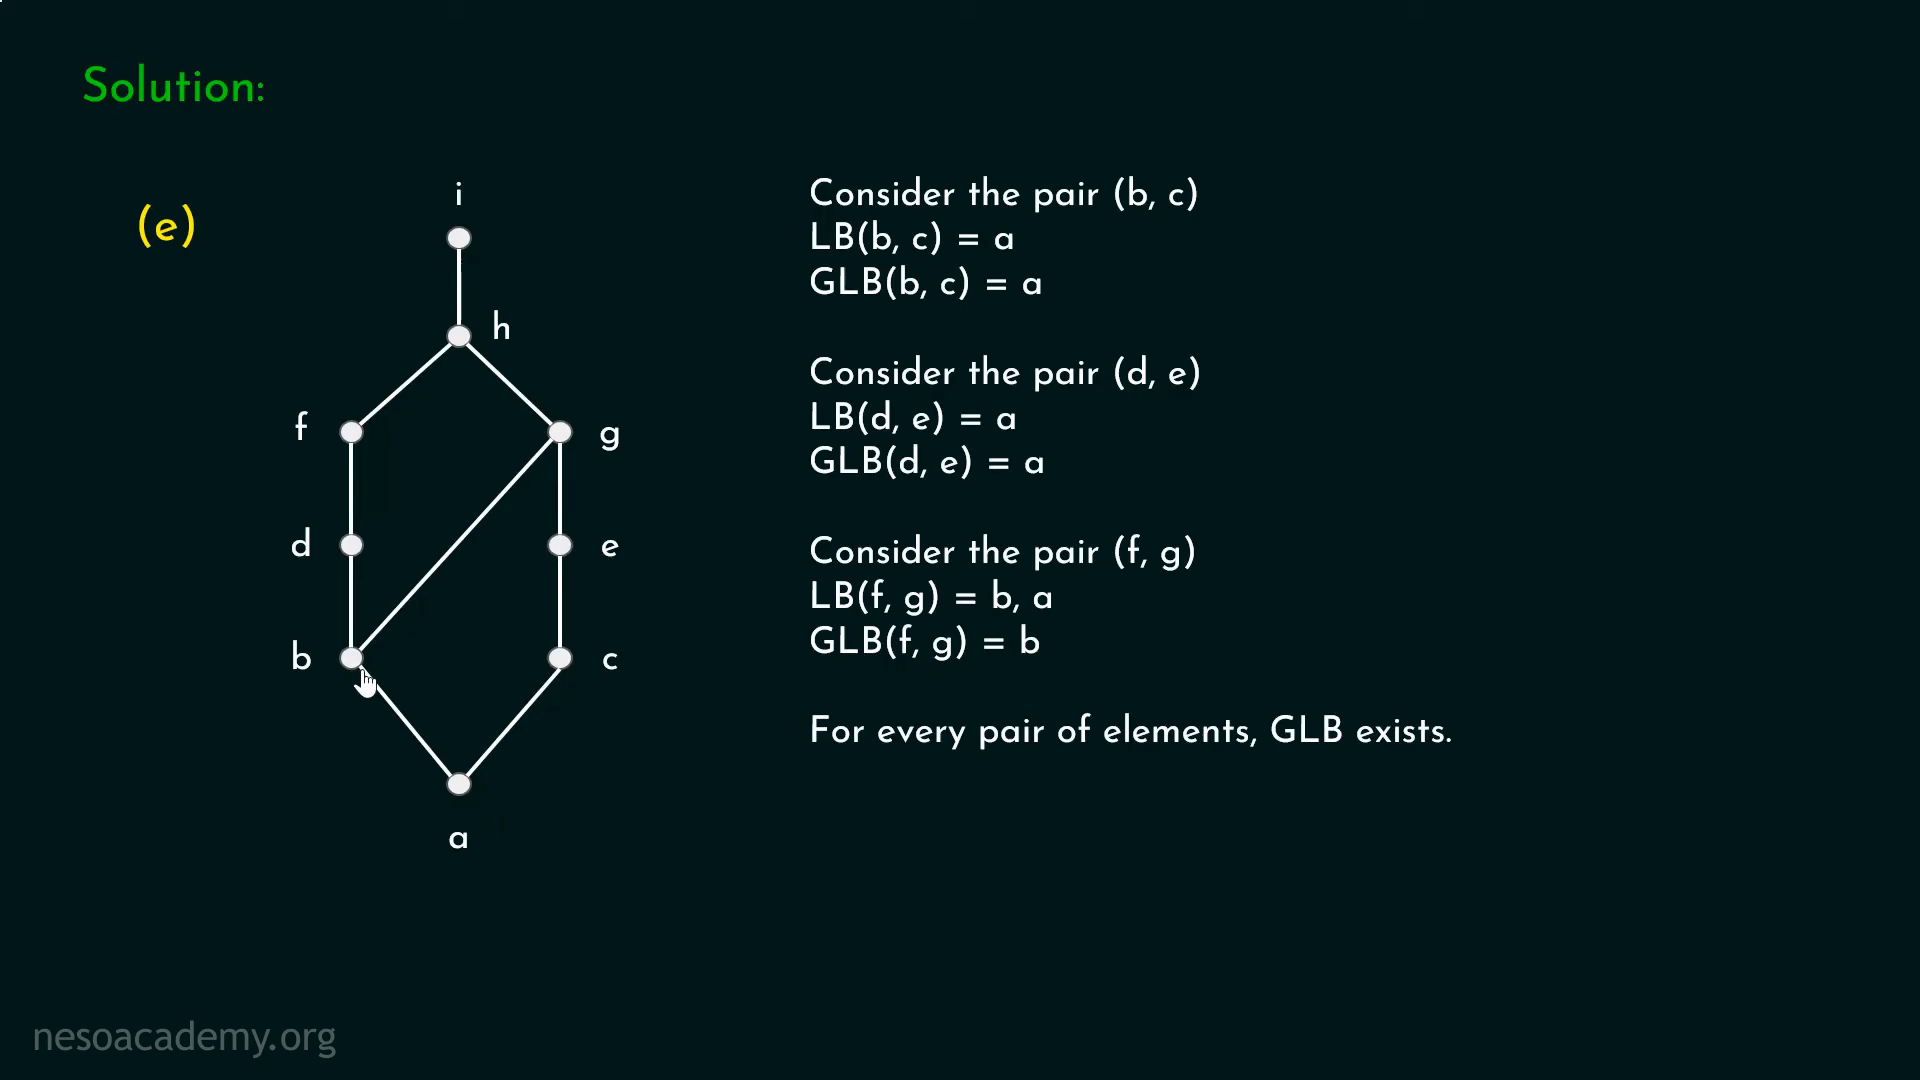 Solution:
(e)
i
h
f
g
d
e
b
c
a
Consider the pair (b, c)
LB(b, c) = a
GLB(b, c) = a
Consider the pair (d, e)
LB(d, e) = a
GLB(d, e) = a
Consider the pair (f, g)
LB(f, g) = b, a
GLB(f, g) = b
For every pair of elements, GLB exists.
nesoacademy.org